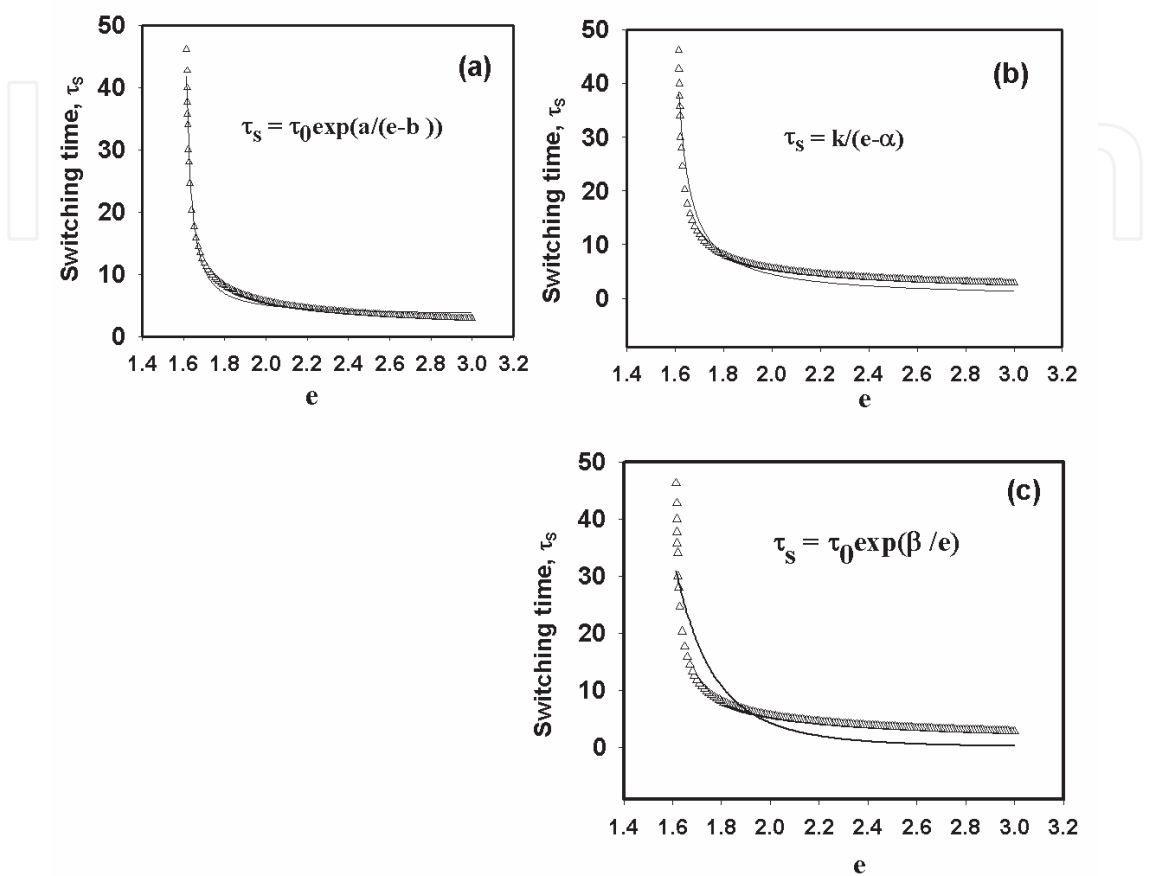 (a)
τs = τ0exp(a/(e-b ))
Switching time, τs
50
40
30
20
10
0
1.4 1.6 1.8 2.0 2.2 2.4 2.6 2.8 3.0 3.2
e
(b)
τs = k/(e-α)
Switching time, τs
50
40
30
20
10
0
1.4 1.6 1.8 2.0 2.2 2.4 2.6 2.8 3.0 3.2
e
(c)
τs = τ0exp(β /e)
Switching time, τs
50
40
30
20
10
0
1.4 1.6 1.8 2.0 2.2 2.4 2.6 2.8 3.0 3.2
e